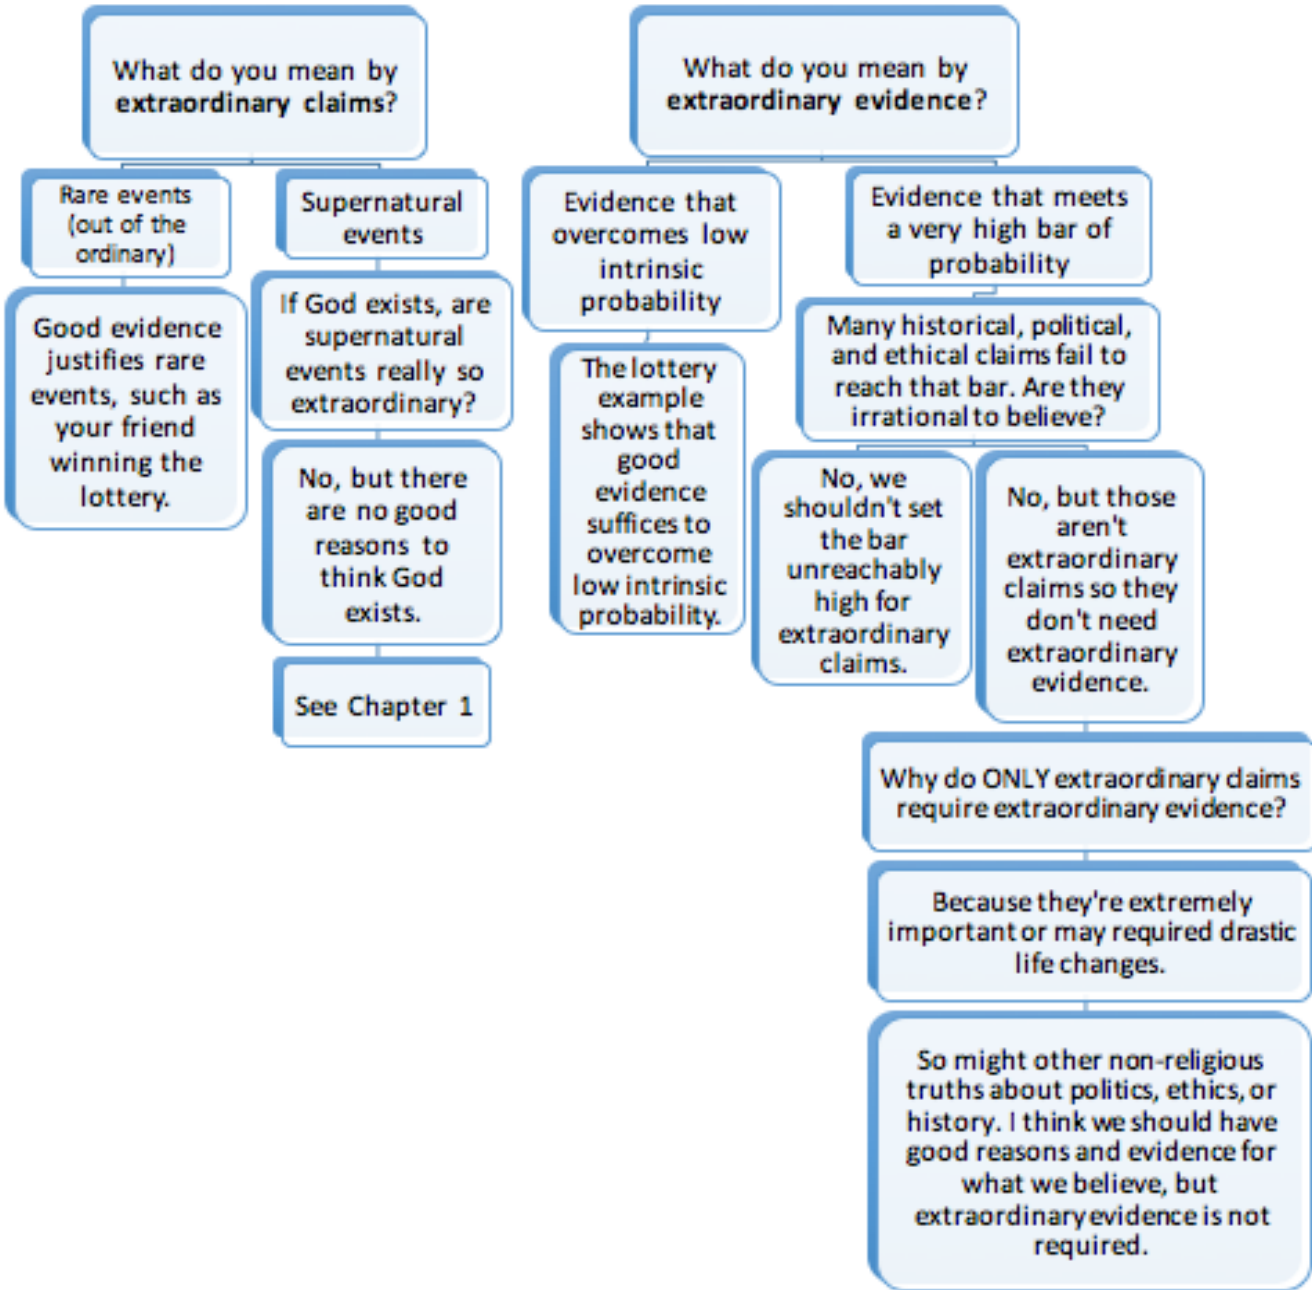 What do you mean by
extraordinary claims?
Rare events
(out of the
ordinary)
Good evidence
justifies rare
events, such as
your friend
winning the
lottery.
Supernatural
events
If God exists, are
supernatural
events really so
extraordinary?
No, but there
are no good
reasons to
think God
exists.
See Chapter 1
What do you mean by
extraordinary evidence?
Evidence that
overcomes low
intrinsic
probability
The lottery
example
shows that
good
evidence
suffices to
overcome
low intrinsic
probability.
Evidence that meets
a very high bar of
probability
Many historical, political,
and ethical claims fail to
reach that bar. Are they
irrational to believe?
No, we
shouldn't set
the bar
unreachably
high for
extraordinary
claims.
No, but those
aren't
extraordinary
claims so they
don't need
extraordinary
evidence.
Why do ONLY extraordinary claims
require extraordinary evidence?
Because they're extremely
important or may required drastic
life changes.
So might other non-religious
truths about politics, ethics, or
history. I think we should have
good reasons and evidence for
what we believe, but
extraordinary evidence is not
required.